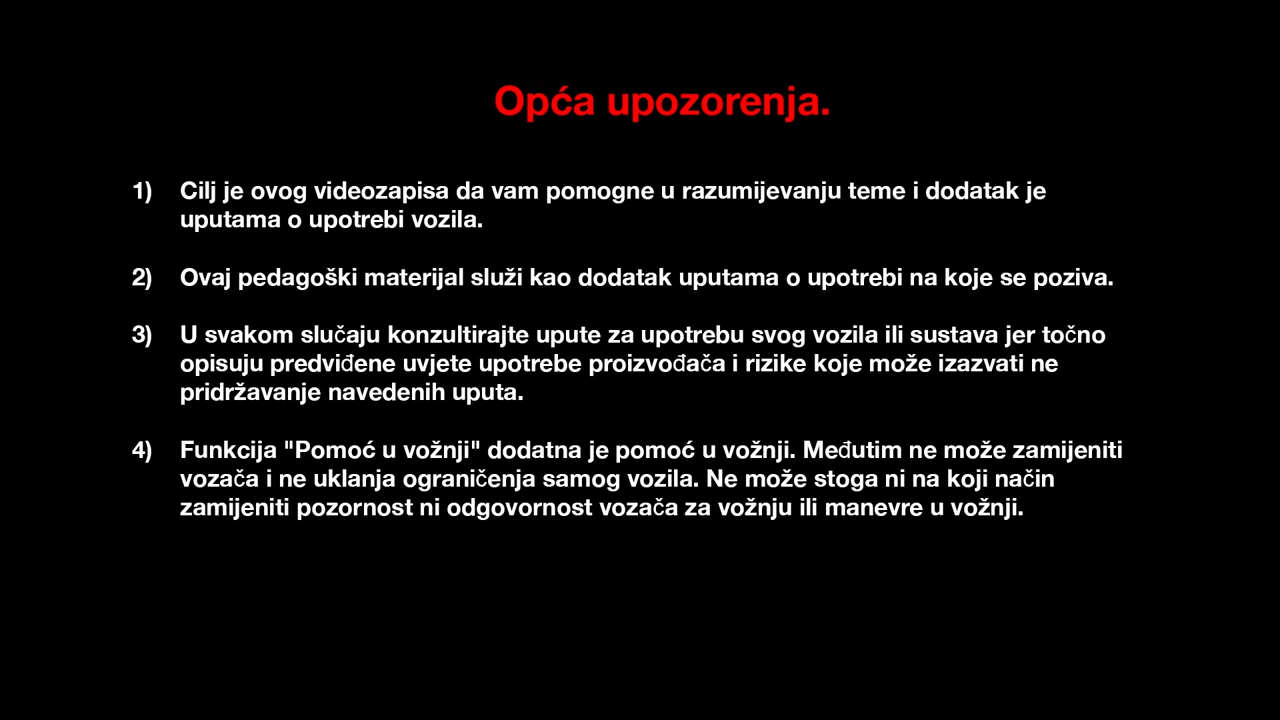 Opća upozorenja.
1) Cilj je ovog videozapisa da vam pomogne u razumijevanju teme i dodatak je
uputama o upotrebi vozila.
2) Ovaj pedagoški materijal služi kao dodatak uputama o upotrebi na koje se poziva.
3) U svakom slučaju konzultirajte upute za upotrebu svog vozila ili sustava jer točno
opisuju predviđene uvjete upotrebe proizvođača i rizike koje može izazvati ne
pridržavanje navedenih uputa.
4) Funkcija "Pomoć u vožnji" dodatna je pomoć u vožnji. Međutim ne može zamijeniti
vozača i ne uklanja ograničenja samog vozila. Ne može stoga ni na koji način
zamijeniti pozornost ni odgovornost vozača za vožnju ili manevre u vožnji.